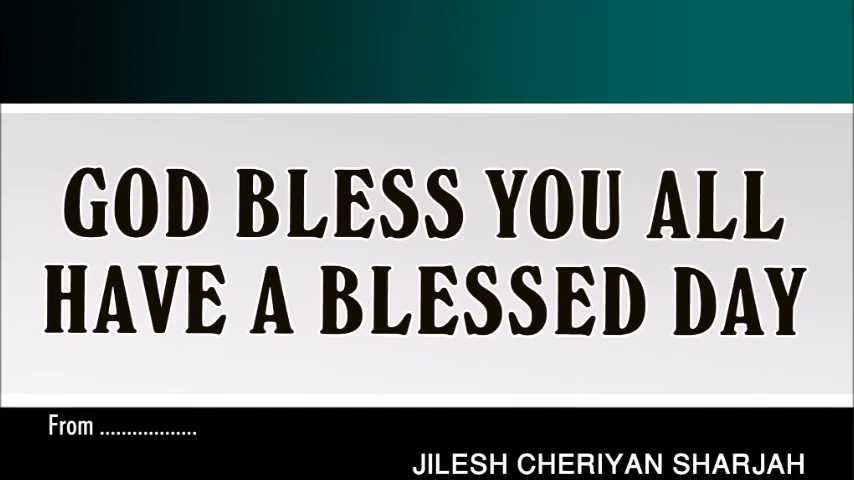 GOD BLESS YOU ALL
HAVE A BLESSED DAY
From ..................
JILESH CHERIYAN SHARJAH